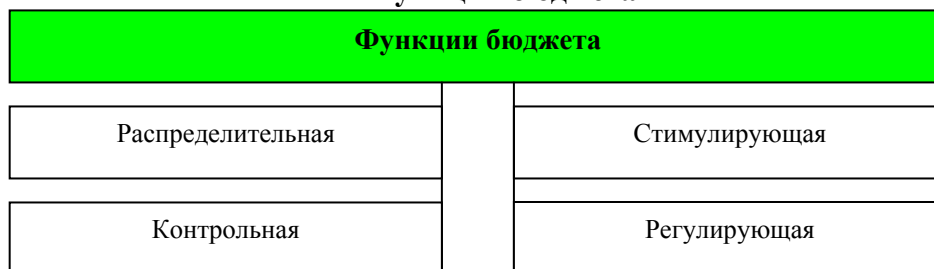 Функции бюджета
Распределительная
Стимулирующая
Контрольная
Регулирующая